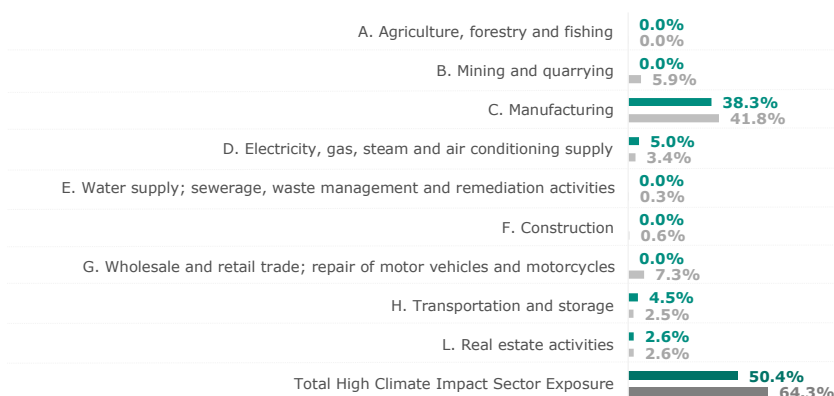 A. Agriculture, forestry and fishing
0.0%
0.0%
B. Mining and quarrying
0.0%
5.9%
C. Manufacturing
38.3%
41.8%
D. Electricity, gas, steam and air conditioning supply
5.0%
3.4%
E. Water supply; sewerage, waste management and remediation activities
0.0%
0.3%
F. Construction
0.0%
0.6%
G. Wholesale and retail trade; repair of motor vehicles and motorcycles
0.0%
7.3%
H. Transportation and storage
4.5%
2.5%
L. Real estate activities
2.6%
2.6%
Total High Climate Impact Sector Exposure
50.4%
64.3%